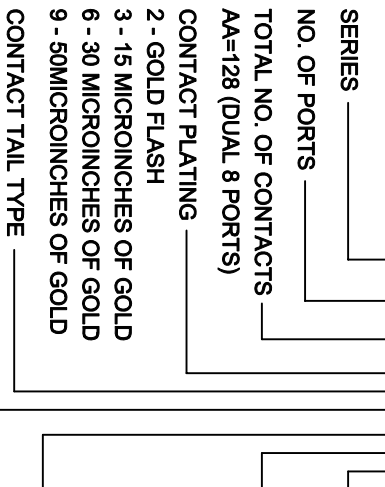 SERIES
NO. OF PORTS
TOTAL NO. OF CONTACTS
AA=128 (DUAL 8 PORTS)
CONTACT PLATING
2 - GOLD FLASH
3 - 15 MICROINCHES OF GOLD
6 - 30 MICROINCHES OF GOLD
9 - 50MICROINCHES OF GOLD
CONTACT TAIL TYPE